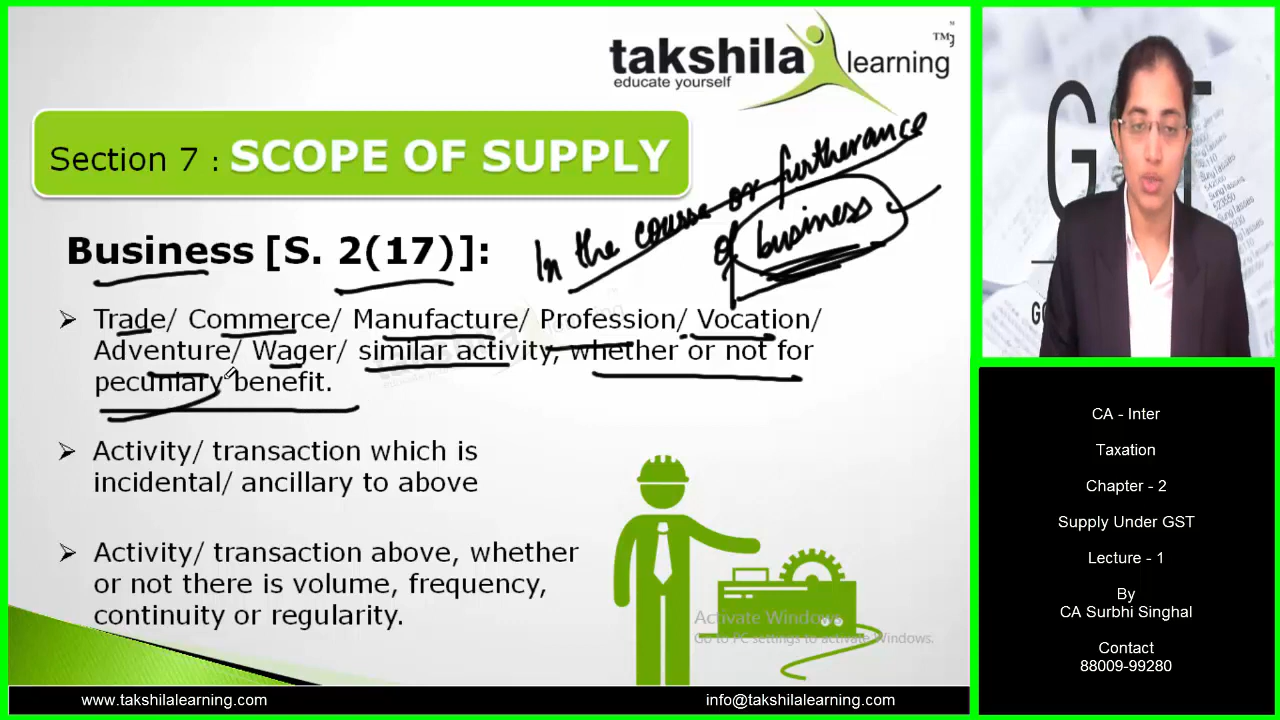 takshila learning TM
educate yourself
Section 7 : SCOPE OF SUPPLY
In the course or furtherance
of business
Business [S. 2(17)]:
➢ Trade/ Commerce/ Manufacture/ Profession/ Vocation/
Adventure/ Wager/ similar activity, whether or not for
pecuniary benefit.
➢ Activity/ transaction which is
incidental/ ancillary to above
➢ Activity/ transaction above, whether
or not there is volume, frequency,
continuity or regularity.
Activate Windows
Go to PC settings to activate Windows.
www.takshilalearning.com
info@takshilalearning.com
CA - Inter
Taxation
Chapter - 2
Supply Under GST
Lecture - 1
By
CA Surbhi Singhal
Contact
88009-99280